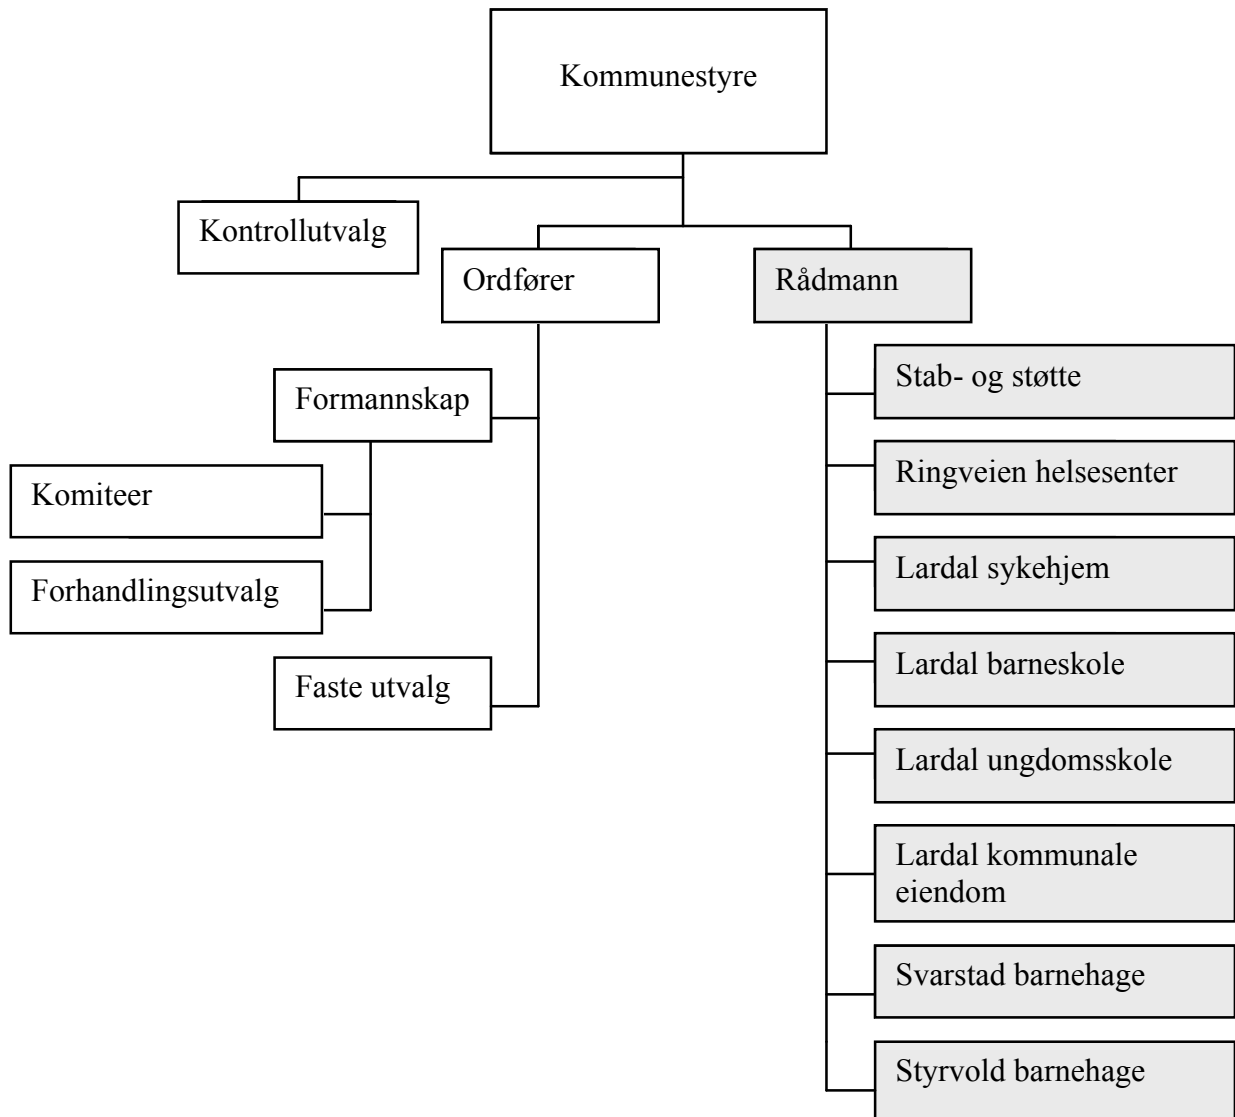 Kommunestyre
Kontrollutvalg
Ordfører
Rådmann
Formannskap
Komiteer
Forhandlingsutvalg
Faste utvalg
Stab- og støtte
Ringveien helsesenter
Lardal sykehjem
Lardal barneskole
Lardal ungdomsskole
Lardal kommunale
eiendom
Svarstad barnehage
Styrvold barnehage